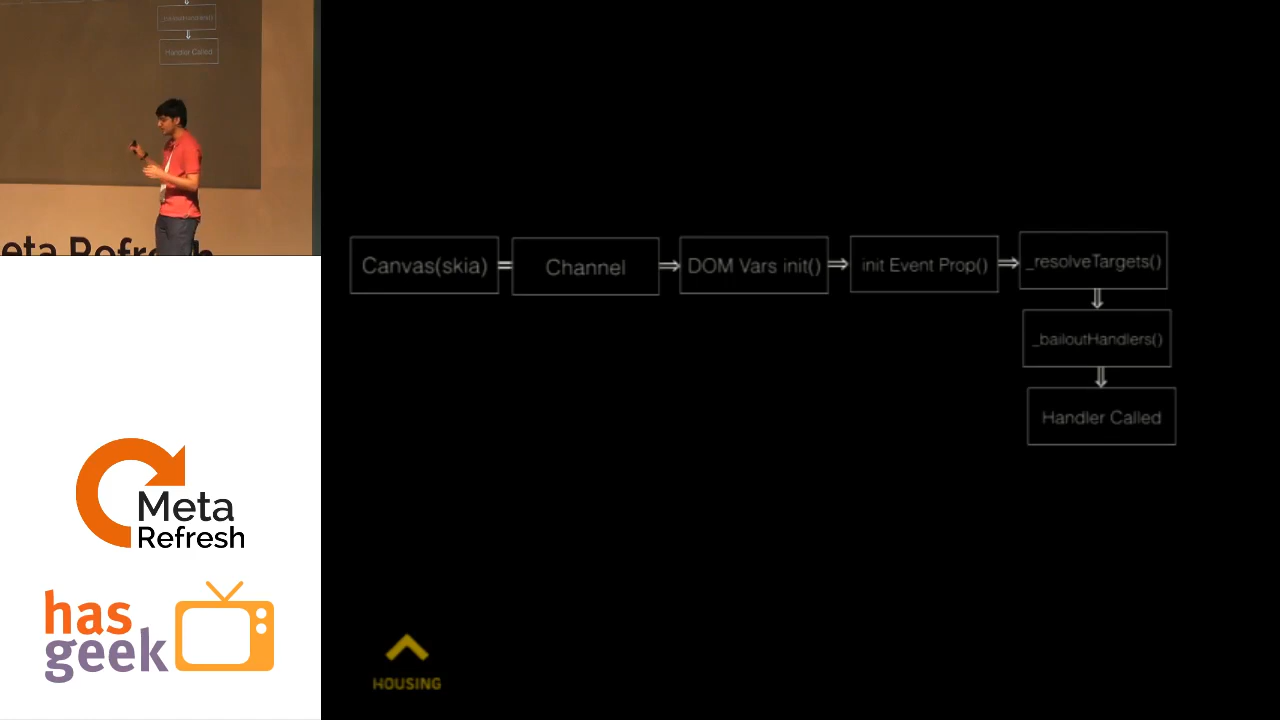 Handler Called
eta Refresh
Canvas(skia)
Channel
DOM Vars init()
init Event Prop()
_resolveTargets()
_bailoutHandlers()
Handler Called
Meta
Refresh
has
geek
HOUSING